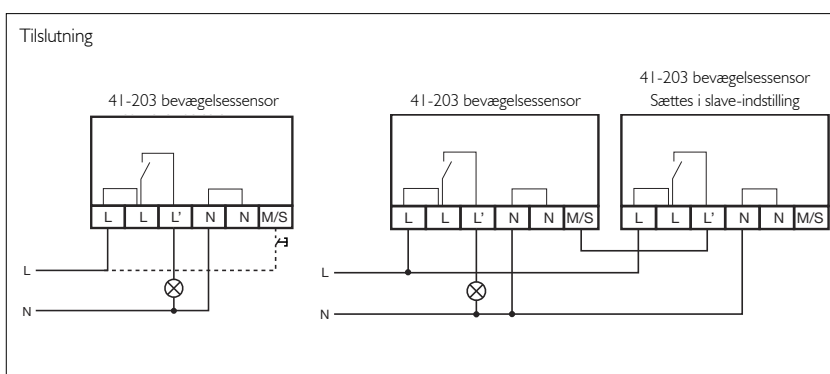 Tilslutning
41-203 bevægelsessensor
L L L' N N M/S
L
N
41-203 bevægelsessensor
L L L' N N M/S
L
N
41-203 bevægelsessensor
Sættes i slave-indstilling
L L L' N N M/S